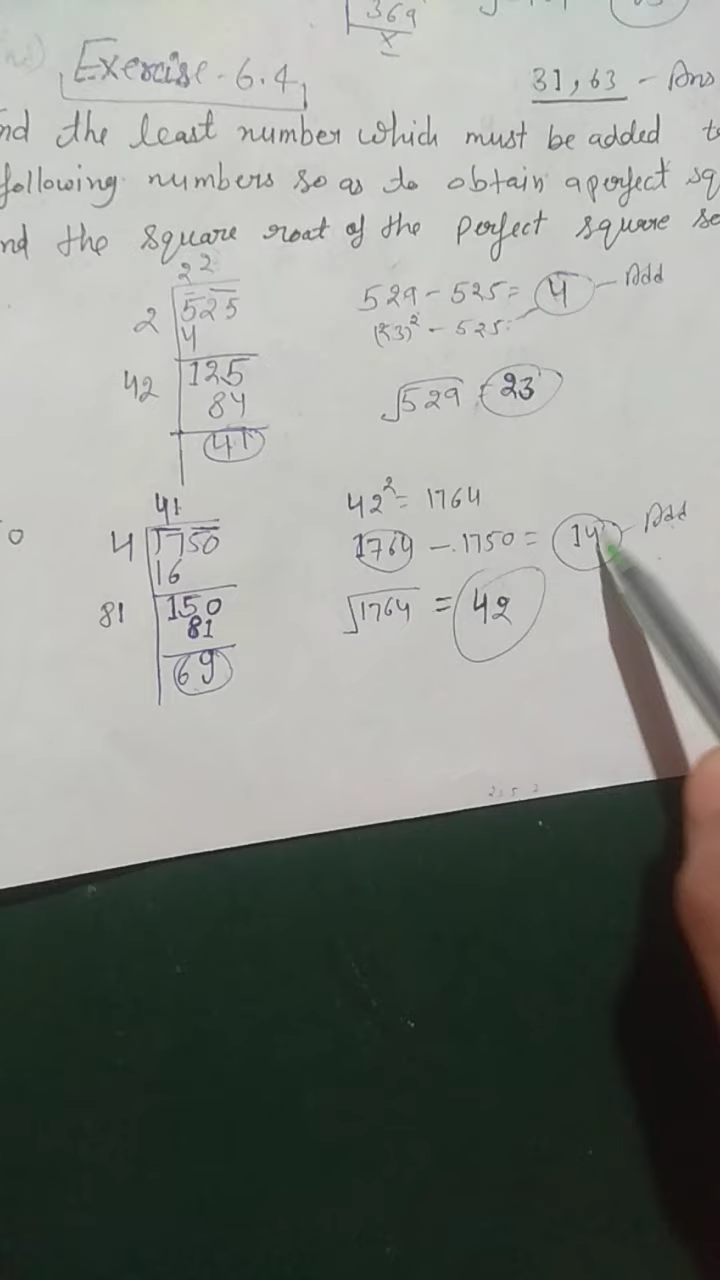 369
x
Exercise - 6.4
31, 63 - Ans
nd the least number which must be added t
following numbers so as to obtain a perfect sq
nd the square root of the perfect square so
22
2 525
4
42 125
84
41
529 - 525 = 4 - Add
(23)² - 525
√529 = 23
41
4 1750
16
81 150
81
69
42² = 1764
1764 - 1750 = 14 - Add
√1764 = 42